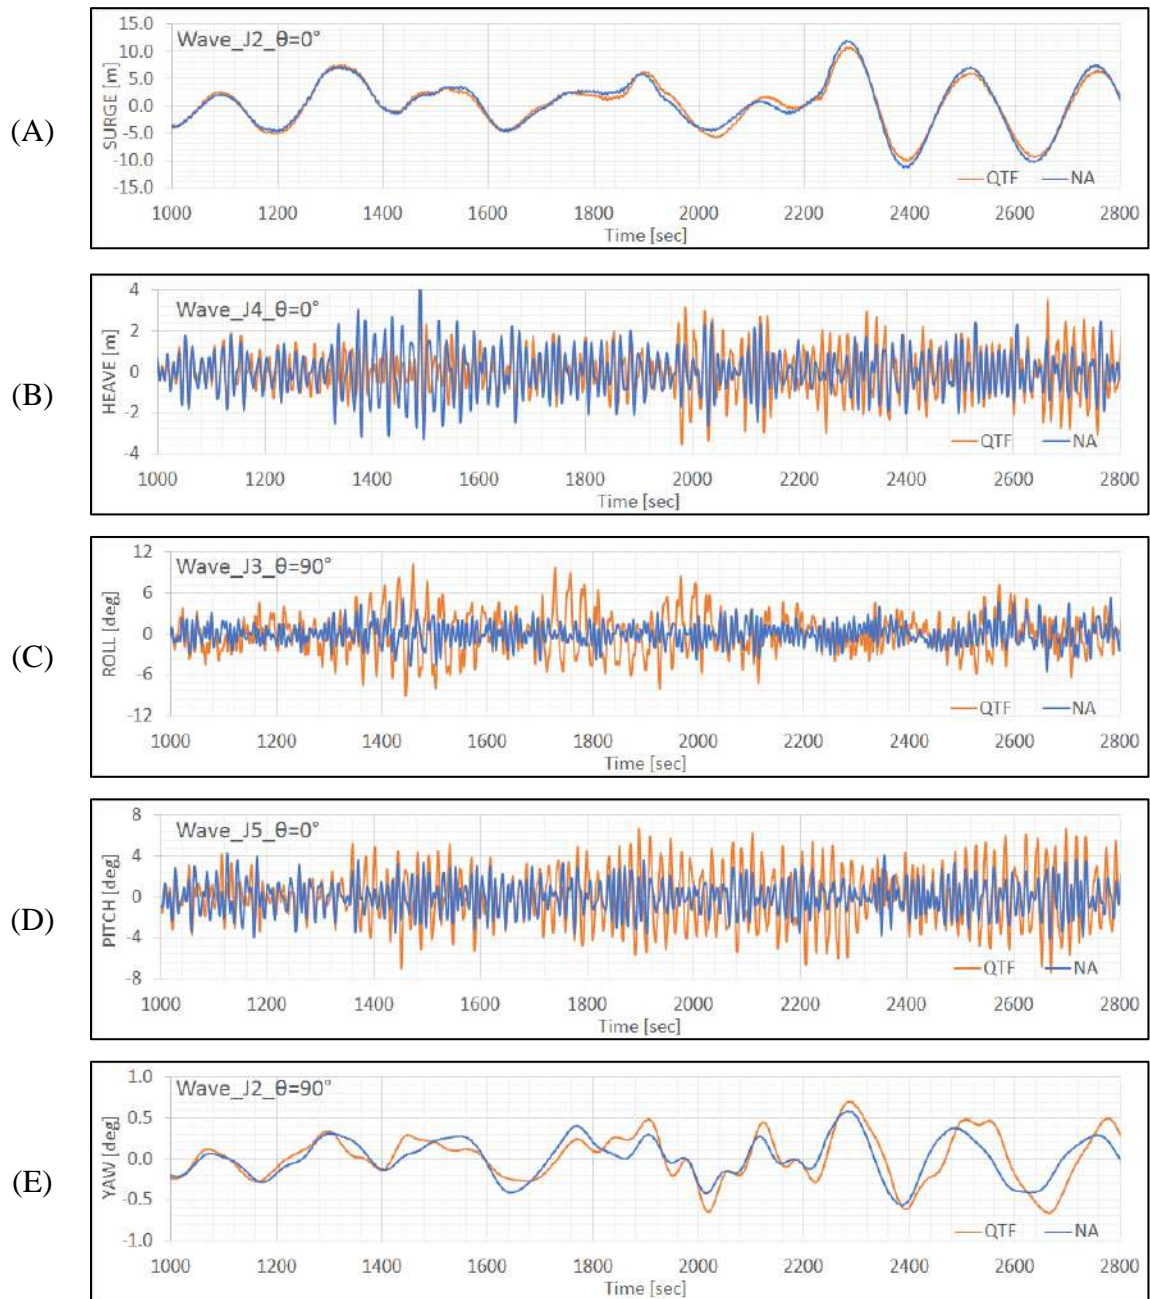 (A)
Wave_J2_θ=0°
SURGE [m]
15.0
10.0
5.0
0.0
-5.0
-10.0
-15.0
QTF NA
1000 1200 1400 1600 1800 2000 2200 2400 2600 2800
Time [sec]
(B)
Wave_J4_θ=0°
HEAVE [m]
4
2
0
-2
-4
QTF NA
1000 1200 1400 1600 1800 2000 2200 2400 2600 2800
Time [sec]
(C)
Wave_J3_θ=90°
ROLL [deg]
12
6
0
-6
-12
QTF NA
1000 1200 1400 1600 1800 2000 2200 2400 2600 2800
Time [sec]
(D)
Wave_J5_θ=0°
PITCH [deg]
8
4
0
-4
-8
QTF NA
1000 1200 1400 1600 1800 2000 2200 2400 2600 2800
Time [sec]
(E)
Wave_J2_θ=90°
YAW [deg]
1.0
0.5
0.0
-0.5
-1.0
QTF NA
1000 1200 1400 1600 1800 2000 2200 2400 2600 2800
Time [sec]